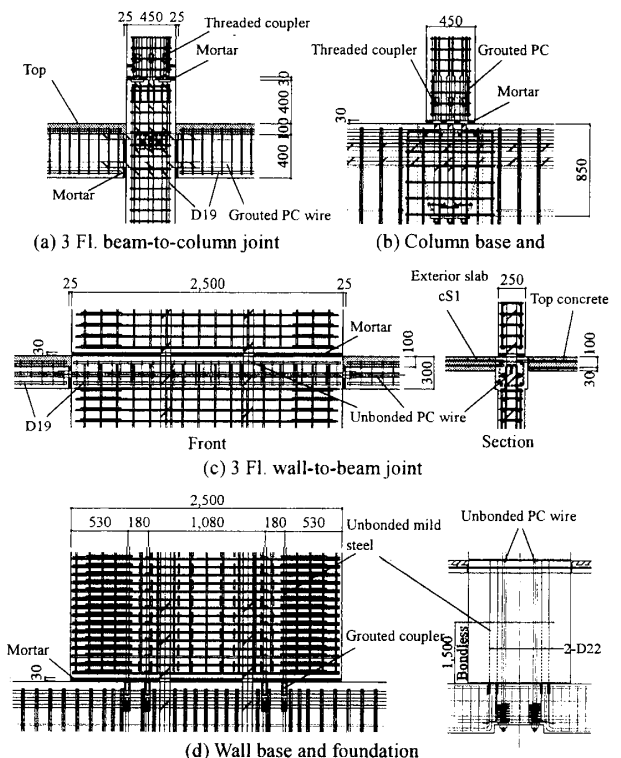 25 450 25
Threaded coupler
Mortar
Top
30
400
100
400
Mortar
D19 Grouted PC wire
(a) 3 Fl. beam-to-column joint
450
Threaded coupler
Grouted PC
Mortar
30
850
(b) Column base and
25 2,500 25
Mortar
30
100
300
D19
Unbonded PC wire
Front
Exterior slab
cS1
250
Top concrete
100
30
Section
(c) 3 Fl. wall-to-beam joint
2,500
530 180 1,080 180 530
Unbonded mild
steel
Grouted coupler
Mortar
30
Unbonded PC wire
1,500
Bondless
2-D22
(d) Wall base and foundation